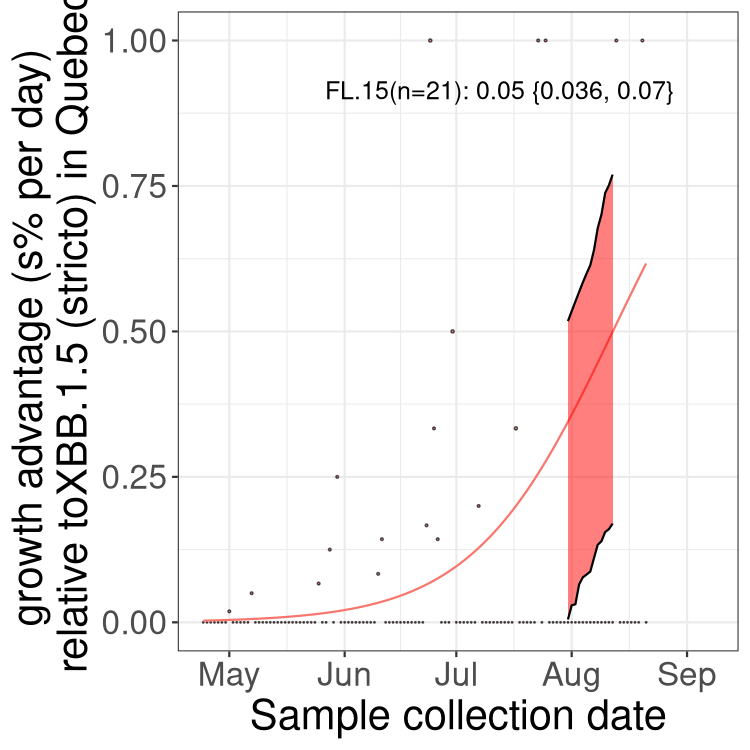 growth advantage (s% per day)
relative toXBB.1.5 (stricto) in Quebec
1.00
0.75
0.50
0.25
0.00
FL.15(n=21): 0.05 {0.036, 0.07}
May Jun Jul Aug Sep
Sample collection date